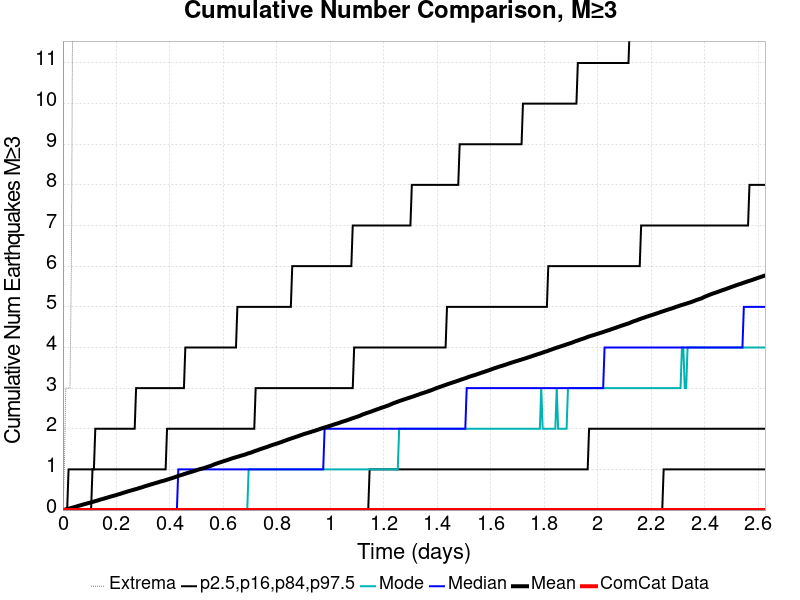 Cumulative Number Comparison, M≥3
Cumulative Num Earthquakes M≥3
11
10
9
8
7
6
5
4
3
2
1
0
0 0.2 0.4 0.6 0.8 1 1.2 1.4 1.6 1.8 2 2.2 2.4 2.6
Time (days)
Extrema p2.5,p16,p84,p97.5 Mode Median Mean ComCat Data